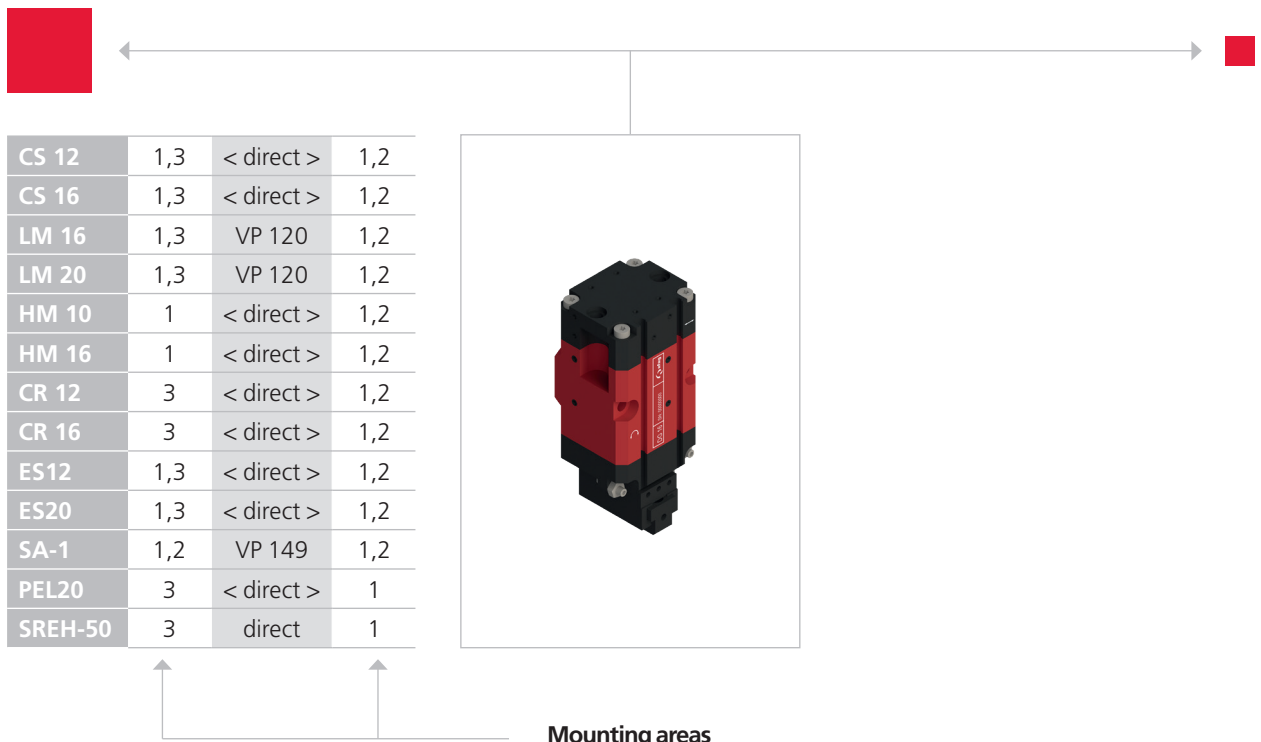 CS 12 1,3 < direct > 1,2
CS 16 1,3 < direct > 1,2
LM 16 1,3 VP 120 1,2
LM 20 1,3 VP 120 1,2
HM 10 1 < direct > 1,2
HM 16 1 < direct > 1,2
CR 12 3 < direct > 1,2
CR 16 3 < direct > 1,2
ES12 1,3 < direct > 1,2
ES20 1,3 < direct > 1,2
SA-1 1,2 VP 149 1,2
PEL20 3 < direct > 1
SREH-50 3 direct 1
DC 16
Mounting areas